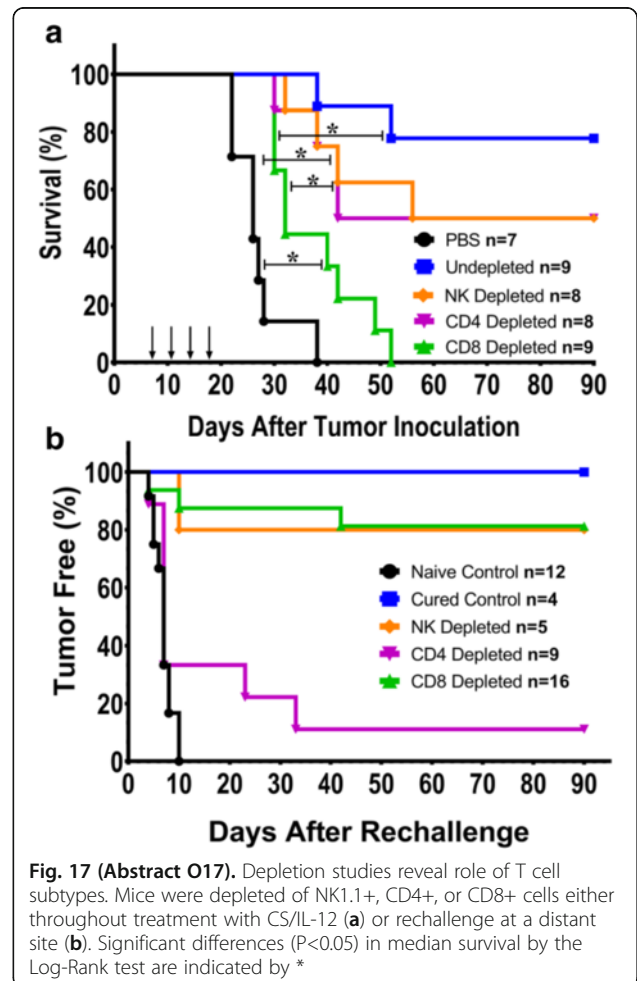 a
Survival (%)
100
80
60
40
20
0
*
*
*
*
PBS n=7
Undepleted n=9
NK Depleted n=8
CD4 Depleted n=8
CD8 Depleted n=9
0 10 20 30 40 50 60 70 80 90
Days After Tumor Inoculation
b
Tumor Free (%)
100
80
60
40
20
0
Naive Control n=12
Cured Control n=4
NK Depleted n=5
CD4 Depleted n=9
CD8 Depleted n=16
0 10 20 30 40 50 60 70 80 90
Days After Rechallenge
Fig. 17 (Abstract O17). Depletion studies reveal role of T cell
subtypes. Mice were depleted of NK1.1+, CD4+, or CD8+ cells either
throughout treatment with CS/IL-12 (a) or rechallenge at a distant
site (b). Significant differences (P<0.05) in median survival by the
Log-Rank test are indicated by *